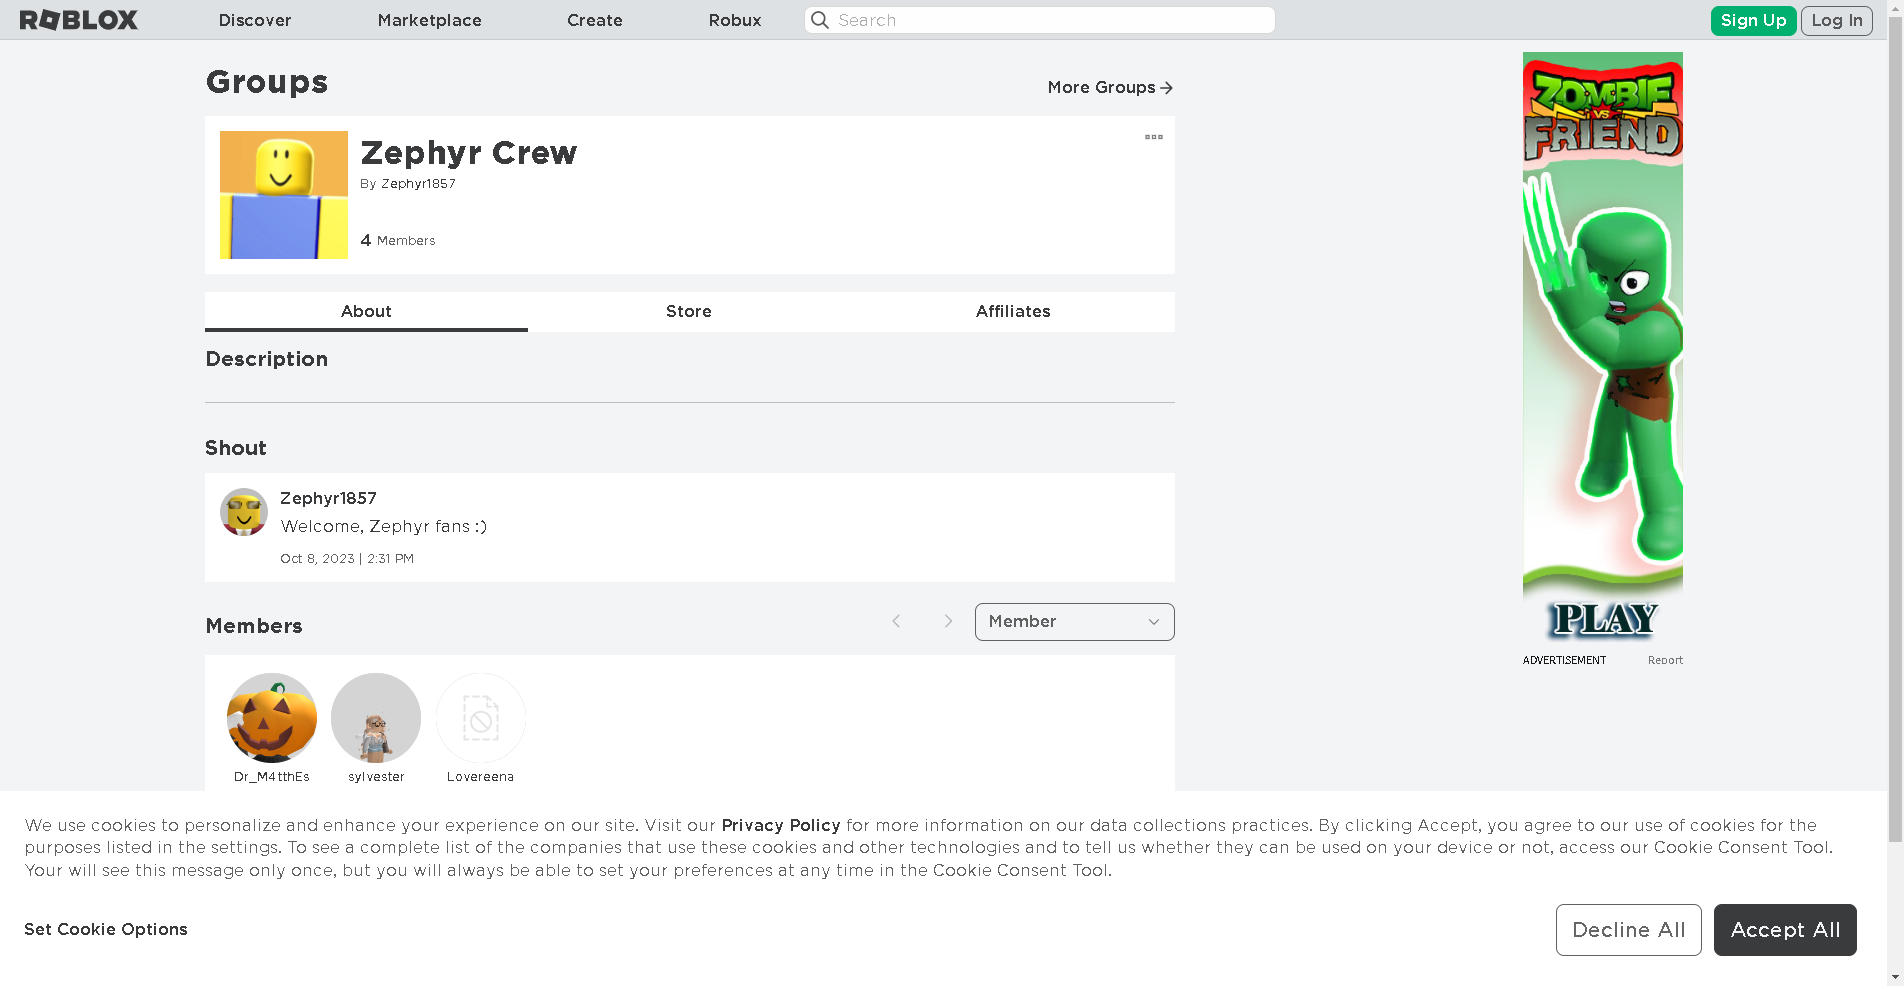 ROBLOX Discover Marketplace Create Robux Search Sign Up Log In
Groups
More Groups
Zephyr Crew
By Zephyr1857
4 Members
About Store Affiliates
Description
Shout
Zephyr1857
Welcome, Zephyr fans :)
Oct 8, 2023 | 2:31 PM
Members
Member
Dr_M4tthEs sylvester Lovereena
ZOMBIE
VS
FRIEND
PLAY
ADVERTISEMENT Report
We use cookies to personalize and enhance your experience on our site. Visit our Privacy Policy for more information on our data collections practices. By clicking Accept, you agree to our use of cookies for the
purposes listed in the settings. To see a complete list of the companies that use these cookies and other technologies and to tell us whether they can be used on your device or not, access our Cookie Consent Tool.
Your will see this message only once, but you will always be able to set your preferences at any time in the Cookie Consent Tool.
Set Cookie Options
Decline All
Accept All